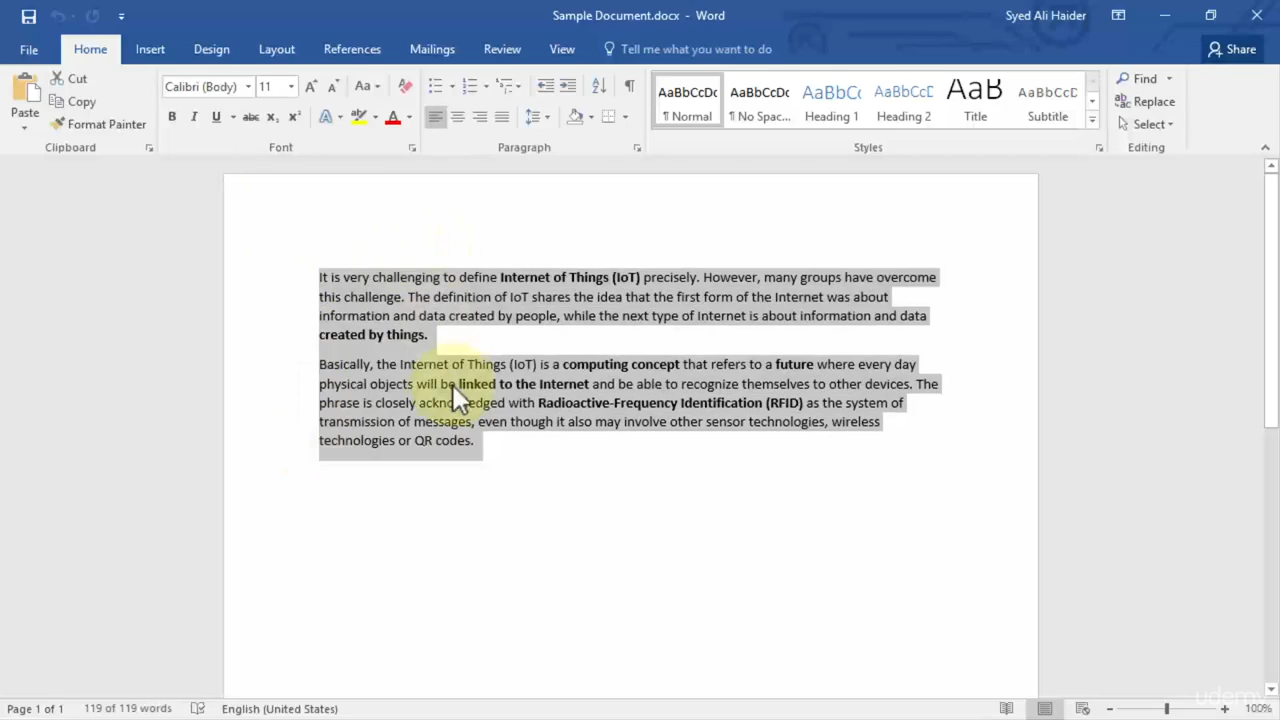 Sample Document.docx - Word
Syed Ali Haider
File Home Insert Design Layout References Mailings Review View Tell me what you want to do Share
Paste
Cut
Copy
Format Painter
Clipboard
Calibri (Body) 11
Aa
B I U abc X₂ X²
A
A
Font
Paragraph
AaBbCcDc
¶ Normal
AaBbCcDc
¶ No Spac...
AaBbCc
Heading 1
AaBbCcD
Heading 2
AaB
Title
AaBbCcD
Subtitle
Styles
Find
Replace
Select
Editing
It is very challenging to define Internet of Things (IoT) precisely. However, many groups have overcome
this challenge. The definition of IoT shares the idea that the first form of the Internet was about
information and data created by people, while the next type of Internet is about information and data
created by things.
Basically, the Internet of Things (IoT) is a computing concept that refers to a future where every day
physical objects will be linked to the Internet and be able to recognize themselves to other devices. The
phrase is closely acknowledged with Radioactive-Frequency Identification (RFID) as the system of
transmission of messages, even though it also may involve other sensor technologies, wireless
technologies or QR codes.
udemy
Page 1 of 1 119 of 119 words English (United States) 100%